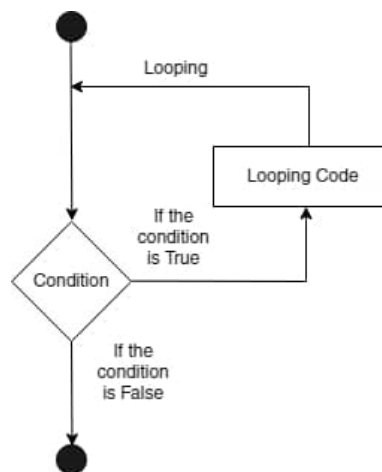 Looping
Looping Code
If the
condition
is True
Condition
If the
condition
is False